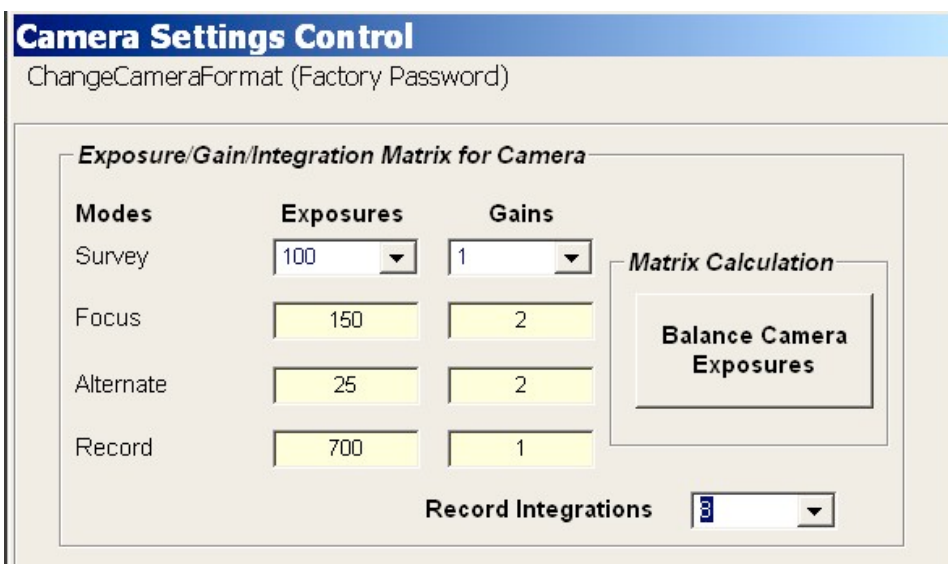 Camera Settings Control
ChangeCameraFormat (Factory Password)
Exposure/Gain/Integration Matrix for Camera
Modes Exposures Gains
Survey 100 1
Matrix Calculation
Focus 150 2
Balance Camera
Exposures
Alternate 25 2
Record 700 1
Record Integrations 8